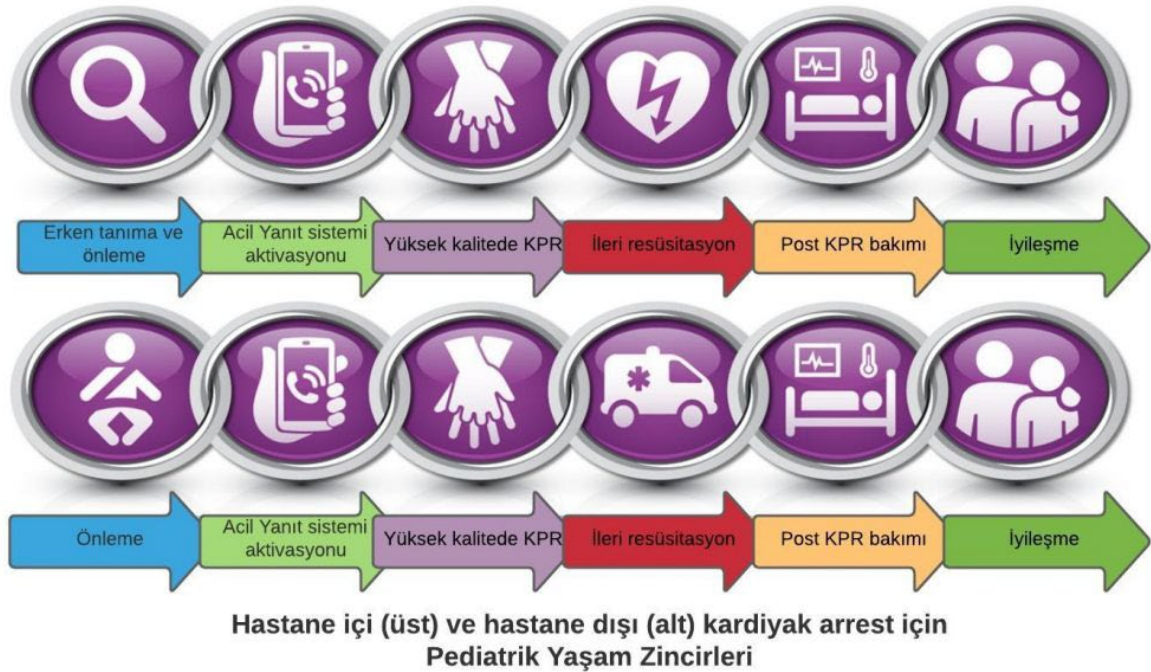 Erken tanıma ve
önleme
Acil Yanıt sistemi
aktivasyonu
Yüksek kalitede KPR
İleri resüsitasyon
Post KPR bakımı
İyileşme
Önleme
Acil Yanıt sistemi
aktivasyonu
Yüksek kalitede KPR
İleri resüsitasyon
Post KPR bakımı
İyileşme
Hastane içi (üst) ve hastane dışı (alt) kardiyak arrest için
Pediatrik Yaşam Zincirleri